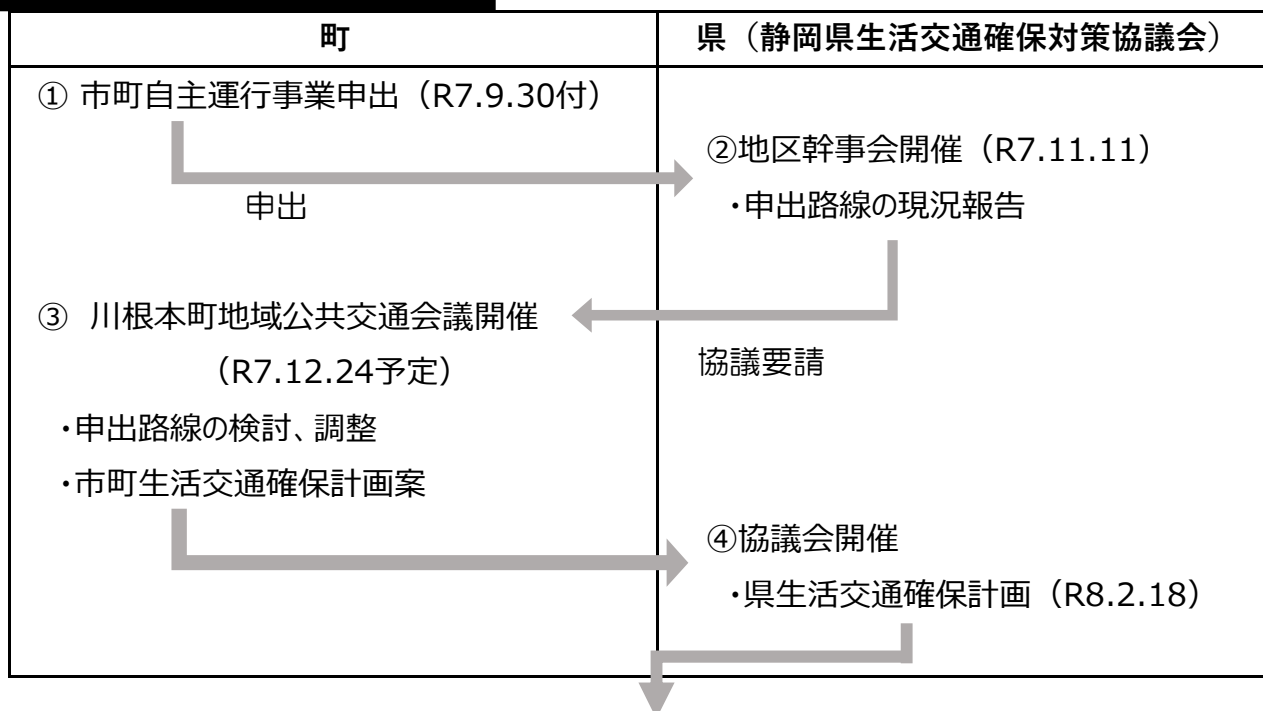 町
県（静岡県生活交通確保対策協議会）
① 市町自主運行事業申出（R7.9.30付）
申出
②地区幹事会開催（R7.11.11）
・申出路線の現況報告
協議要請
③ 川根本町地域公共交通会議開催
（R7.12.24予定）
・申出路線の検討、調整
・市町生活交通確保計画案
④協議会開催
・県生活交通確保計画（R8.2.18）